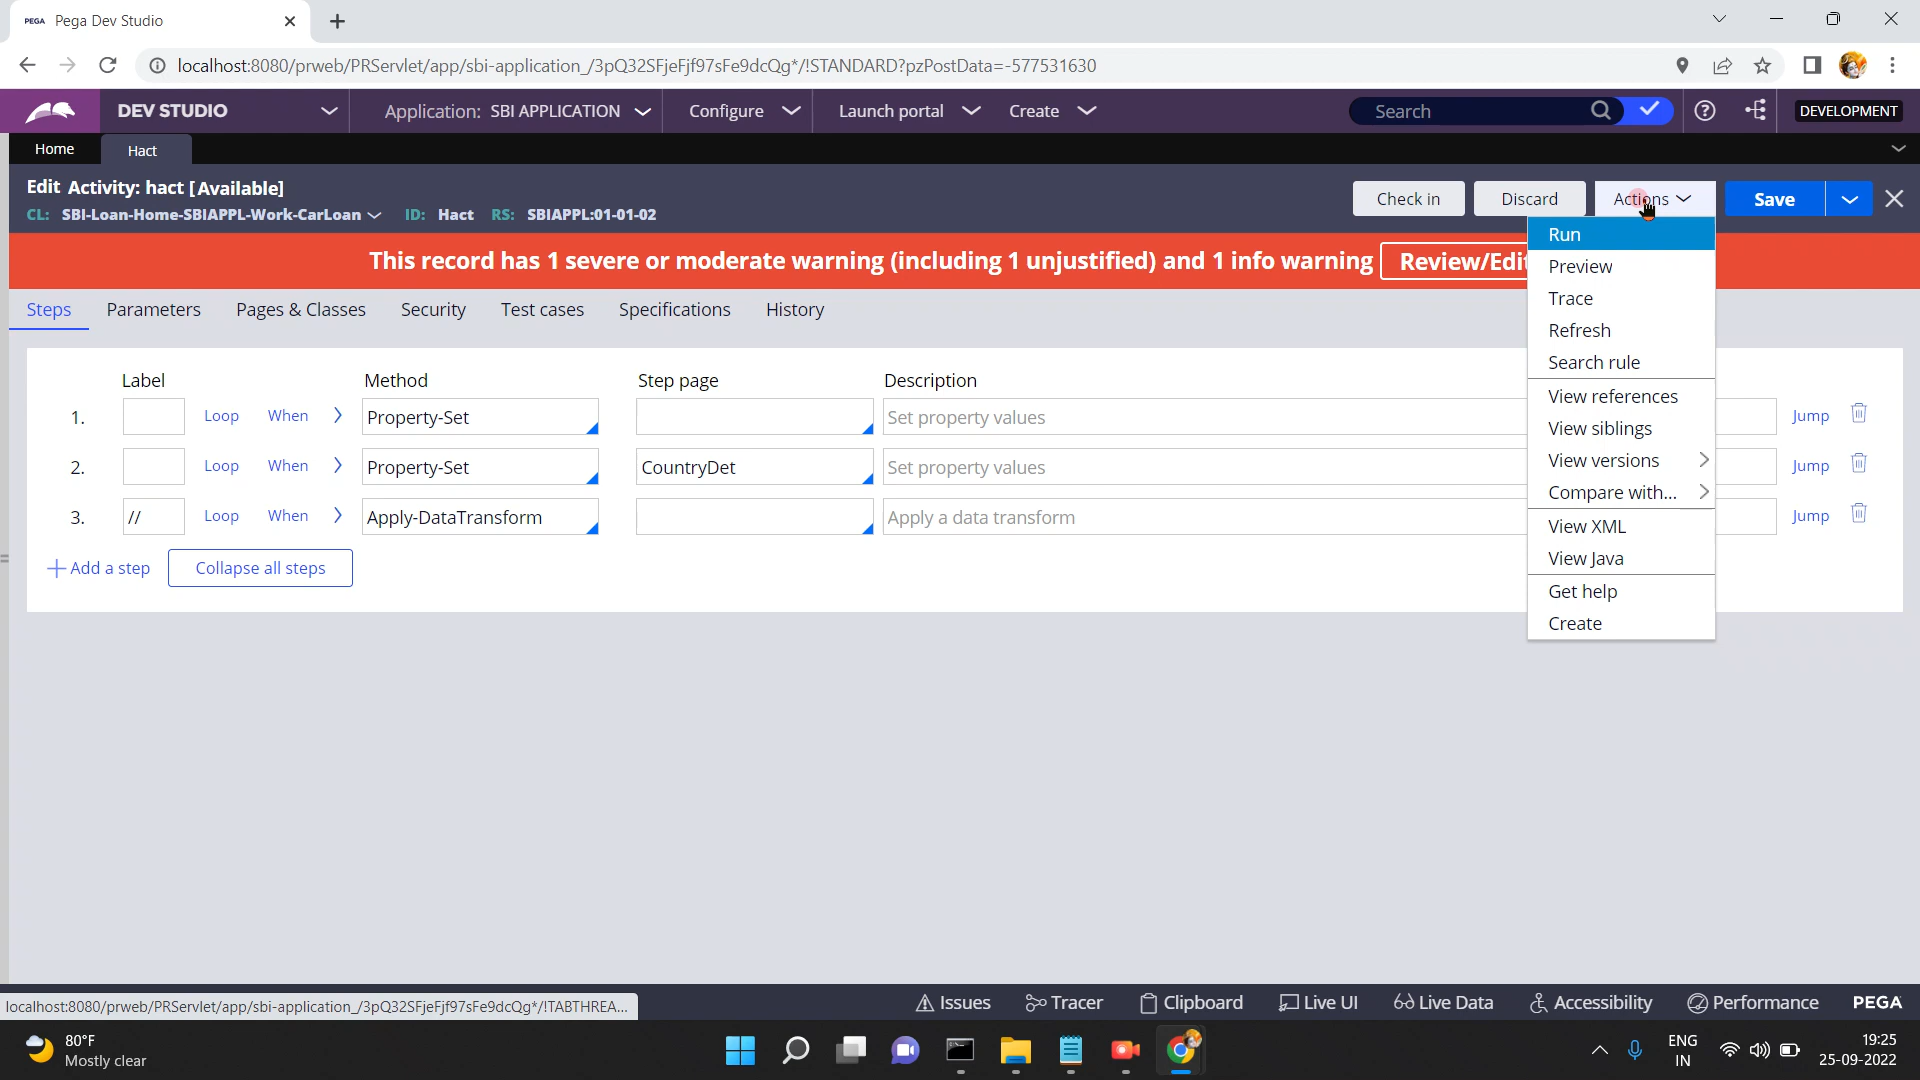 PEGA Pega Dev Studio
localhost:8080/prweb/PRServlet/app/sbi-application_/3pQ32SFjeFjf97sFe9dcQg*/!STANDARD?pzPostData=-577531630
DEV STUDIO Application: SBI APPLICATION Configure Launch portal Create Search DEVELOPMENT
Home Hact
Edit Activity: hact [Available]
CL: SBI-Loan-Home-SBIAPPL-Work-CarLoan ID: Hact RS: SBIAPPL:01-01-02
Check in Discard Actions Save
This record has 1 severe or moderate warning (including 1 unjustified) and 1 info warning Review/Edit
Steps Parameters Pages & Classes Security Test cases Specifications History
Label Method Step page Description
1. Loop When Property-Set Set property values Jump
2. Loop When Property-Set CountryDet Set property values Jump
3. // Loop When Apply-DataTransform Apply a data transform Jump
Add a step Collapse all steps
Run
Preview
Trace
Refresh
Search rule
View references
View siblings
View versions
Compare with...
View XML
View Java
Get help
Create
localhost:8080/prweb/PRServlet/app/sbi-application_/3pQ32SFjeFjf97sFe9dcQg*/!TABTHREA...
Issues Tracer Clipboard Live UI Live Data Accessibility Performance PEGA
80°F
Mostly clear
ENG
IN
19:25
25-09-2022